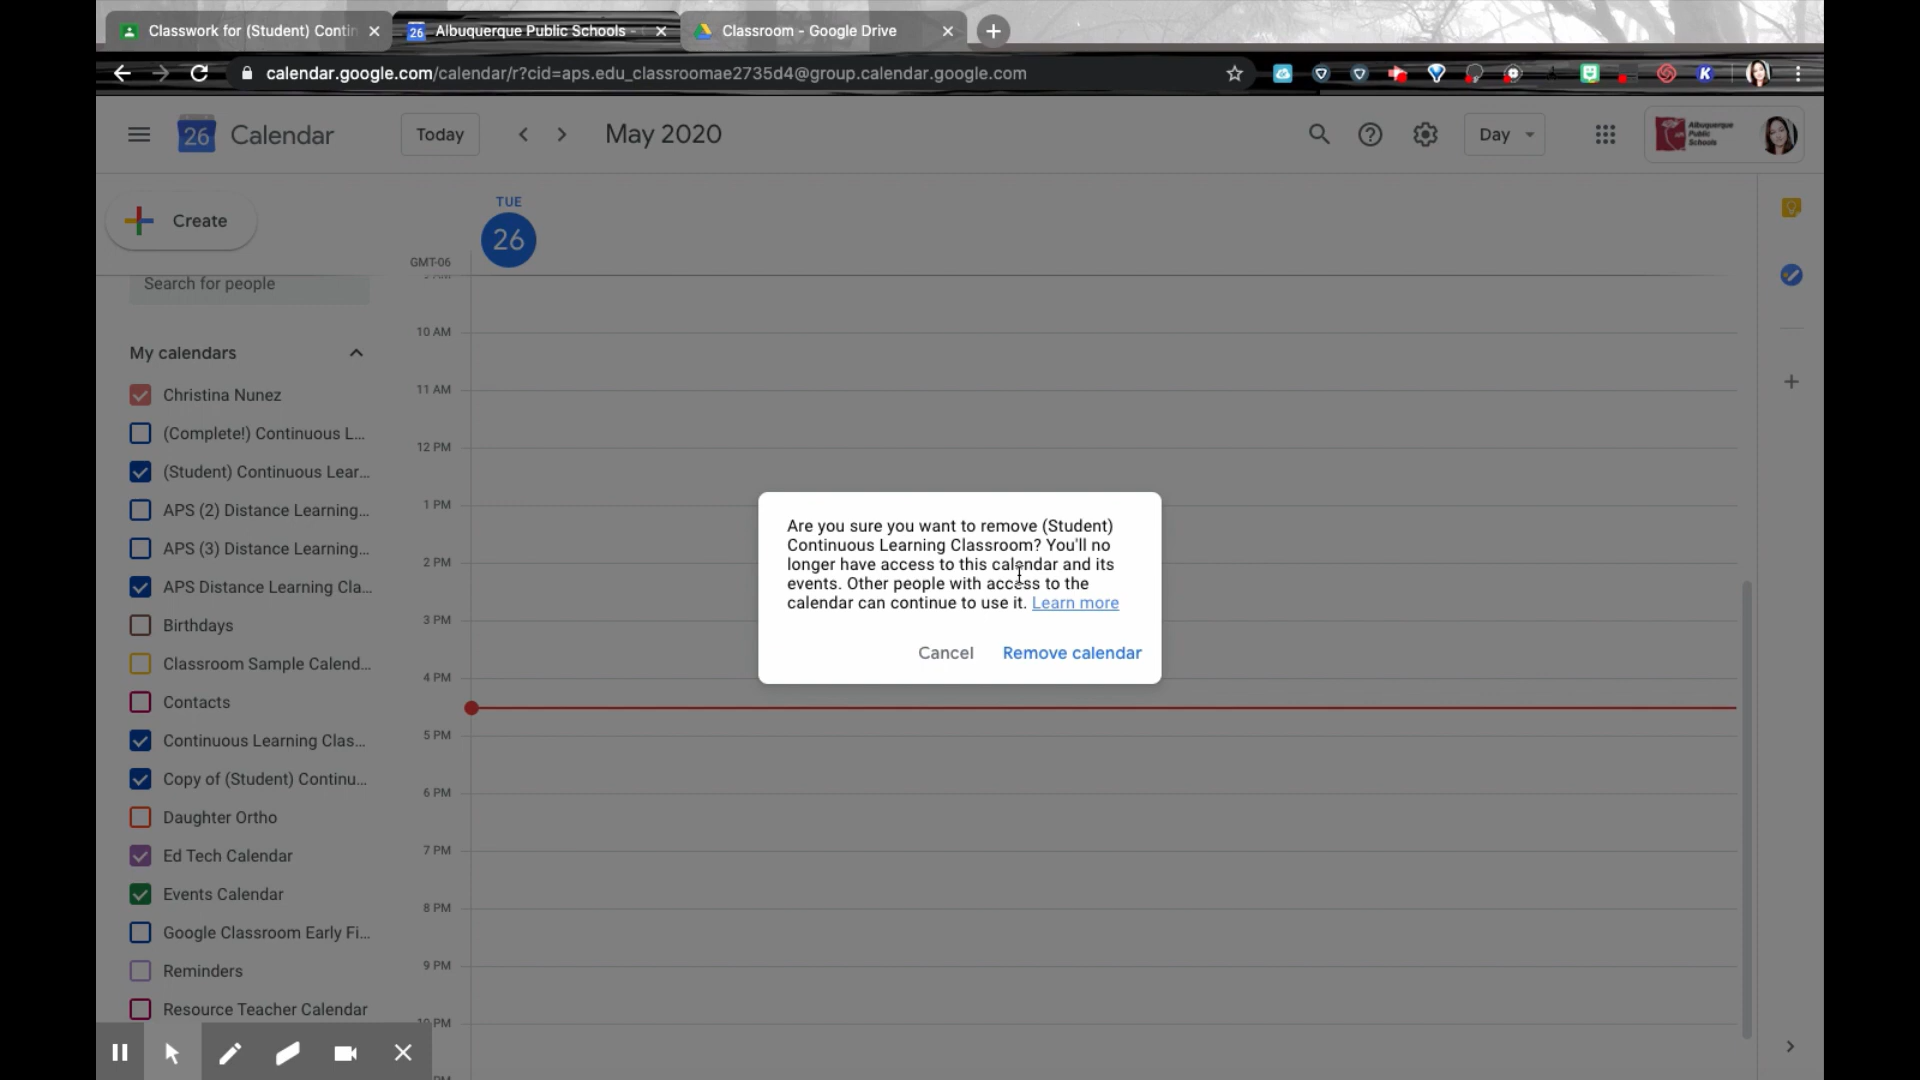 Classwork for (Student) Contin
Albuquerque Public Schools -
Classroom - Google Drive
calendar.google.com/calendar/r?cid=aps.edu_classroomae2735d4@group.calendar.google.com
K
26 Calendar
Today
May 2020
Day
Albuquerque
Public
Schools
Create
TUE
26
GMT-06
Search for people
My calendars
Christina Nunez
(Complete!) Continuous L...
(Student) Continuous Lear...
APS (2) Distance Learning...
APS (3) Distance Learning...
APS Distance Learning Cla...
Birthdays
Classroom Sample Calend...
Contacts
Continuous Learning Clas...
Copy of (Student) Continu...
Daughter Ortho
Ed Tech Calendar
Events Calendar
Google Classroom Early Fi...
Reminders
Resource Teacher Calendar
10 AM
11 AM
12 PM
1 PM
2 PM
3 PM
4 PM
5 PM
6 PM
7 PM
8 PM
9 PM
10 PM
Are you sure you want to remove (Student)
Continuous Learning Classroom? You'll no
longer have access to this calendar and its
events. Other people with access to the
calendar can continue to use it. Learn more
Cancel
Remove calendar